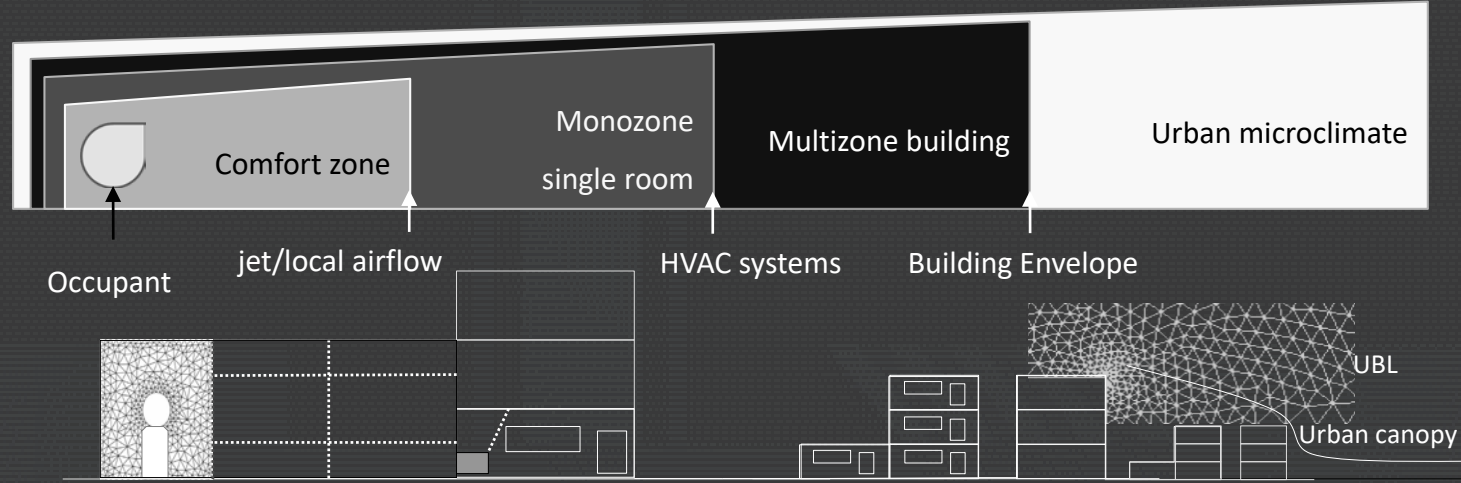 Comfort zone
Monozone
single room
Multizone building
Urban microclimate
Occupant
jet/local airflow
HVAC systems
Building Envelope
UBL
Urban canopy